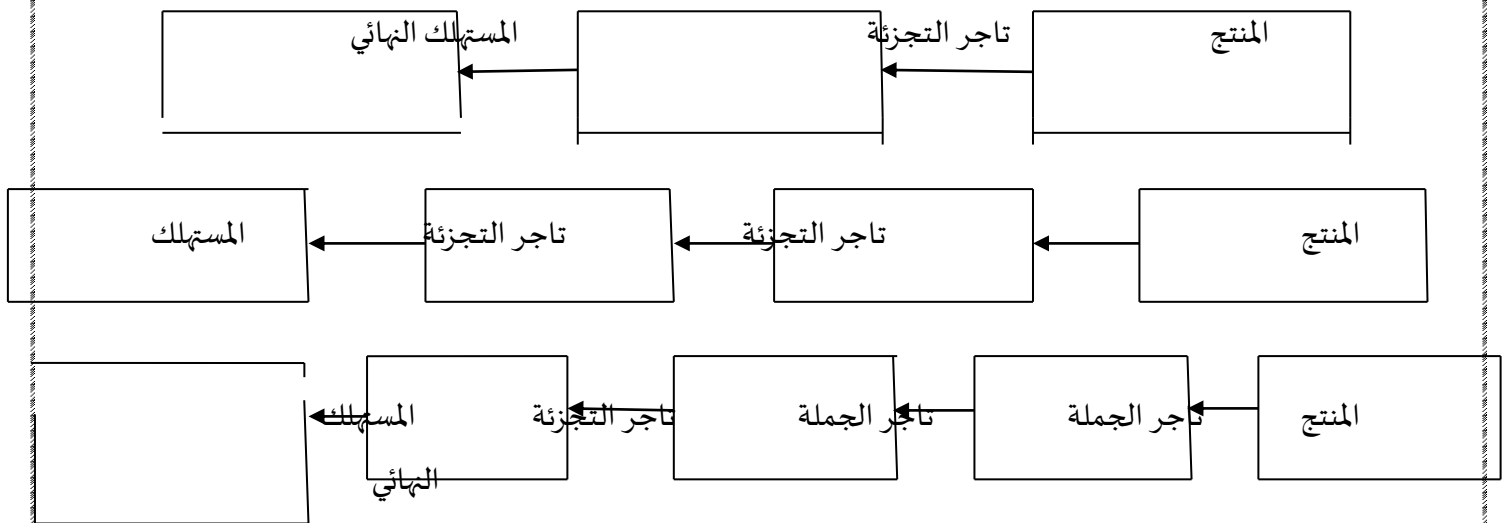 المنتج تاجر التجزئة المستهلك النهائي
المنتج تاجر التجزئة تاجر التجزئة المستهلك
المنتج تاجر الجملة تاجر الجملة تاجر التجزئة المستهلك
النهائي